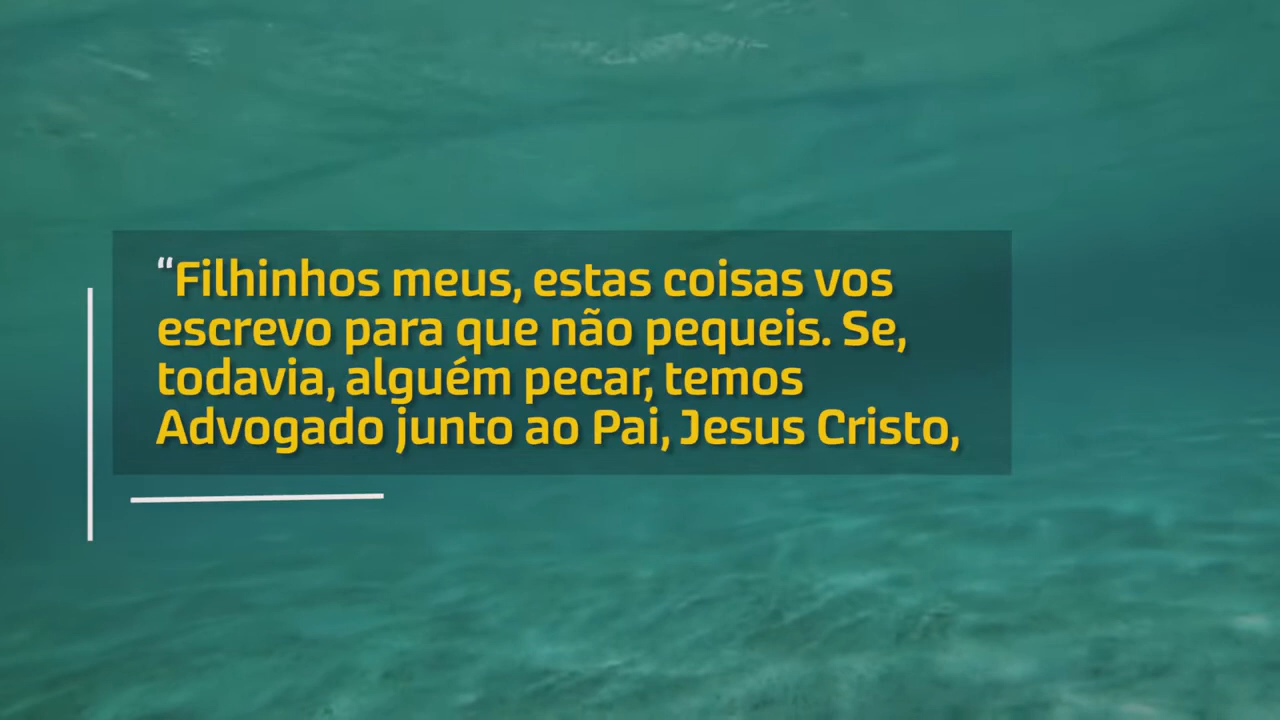 “Filhinhos meus, estas coisas vos
escrevo para que não pequeis. Se,
todavia, alguém pecar, temos
Advogado junto ao Pai, Jesus Cristo,